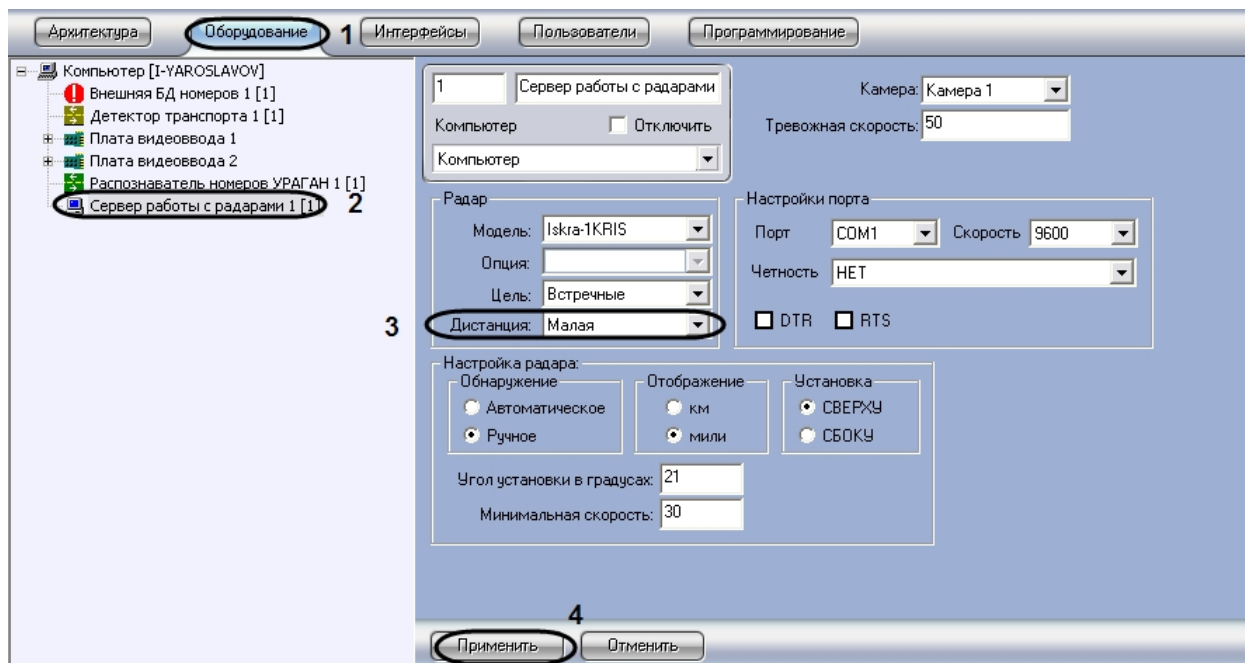 Архитектура Оборудование 1 Интерфейсы Пользователи Программирование
Компьютер [I-YAROSLAVOV]
Внешняя БД номеров 1 [1]
Детектор транспорта 1 [1]
Плата видеоввода 1
Плата видеоввода 2
Распознаватель номеров УРАГАН 1 [1]
Сервер работы с радарами 1 [1] 2
1 Сервер работы с радарами
Компьютер Отключить
Компьютер
Камера: Камера 1
Тревожная скорость: 50
Радар
Модель: Iskra-1KRIS
Опция:
Цель: Встречные
3 Дистанция: Малая
Настройки порта
Порт COM1 Скорость 9600
Четность НЕТ
DTR RTS
Настройка радара:
Обнаружение
Автоматическое
Ручное
Отображение
км
мили
Установка
СВЕРХУ
СБОКУ
Угол установки в градусах: 21
Минимальная скорость: 30
4
Применить Отменить